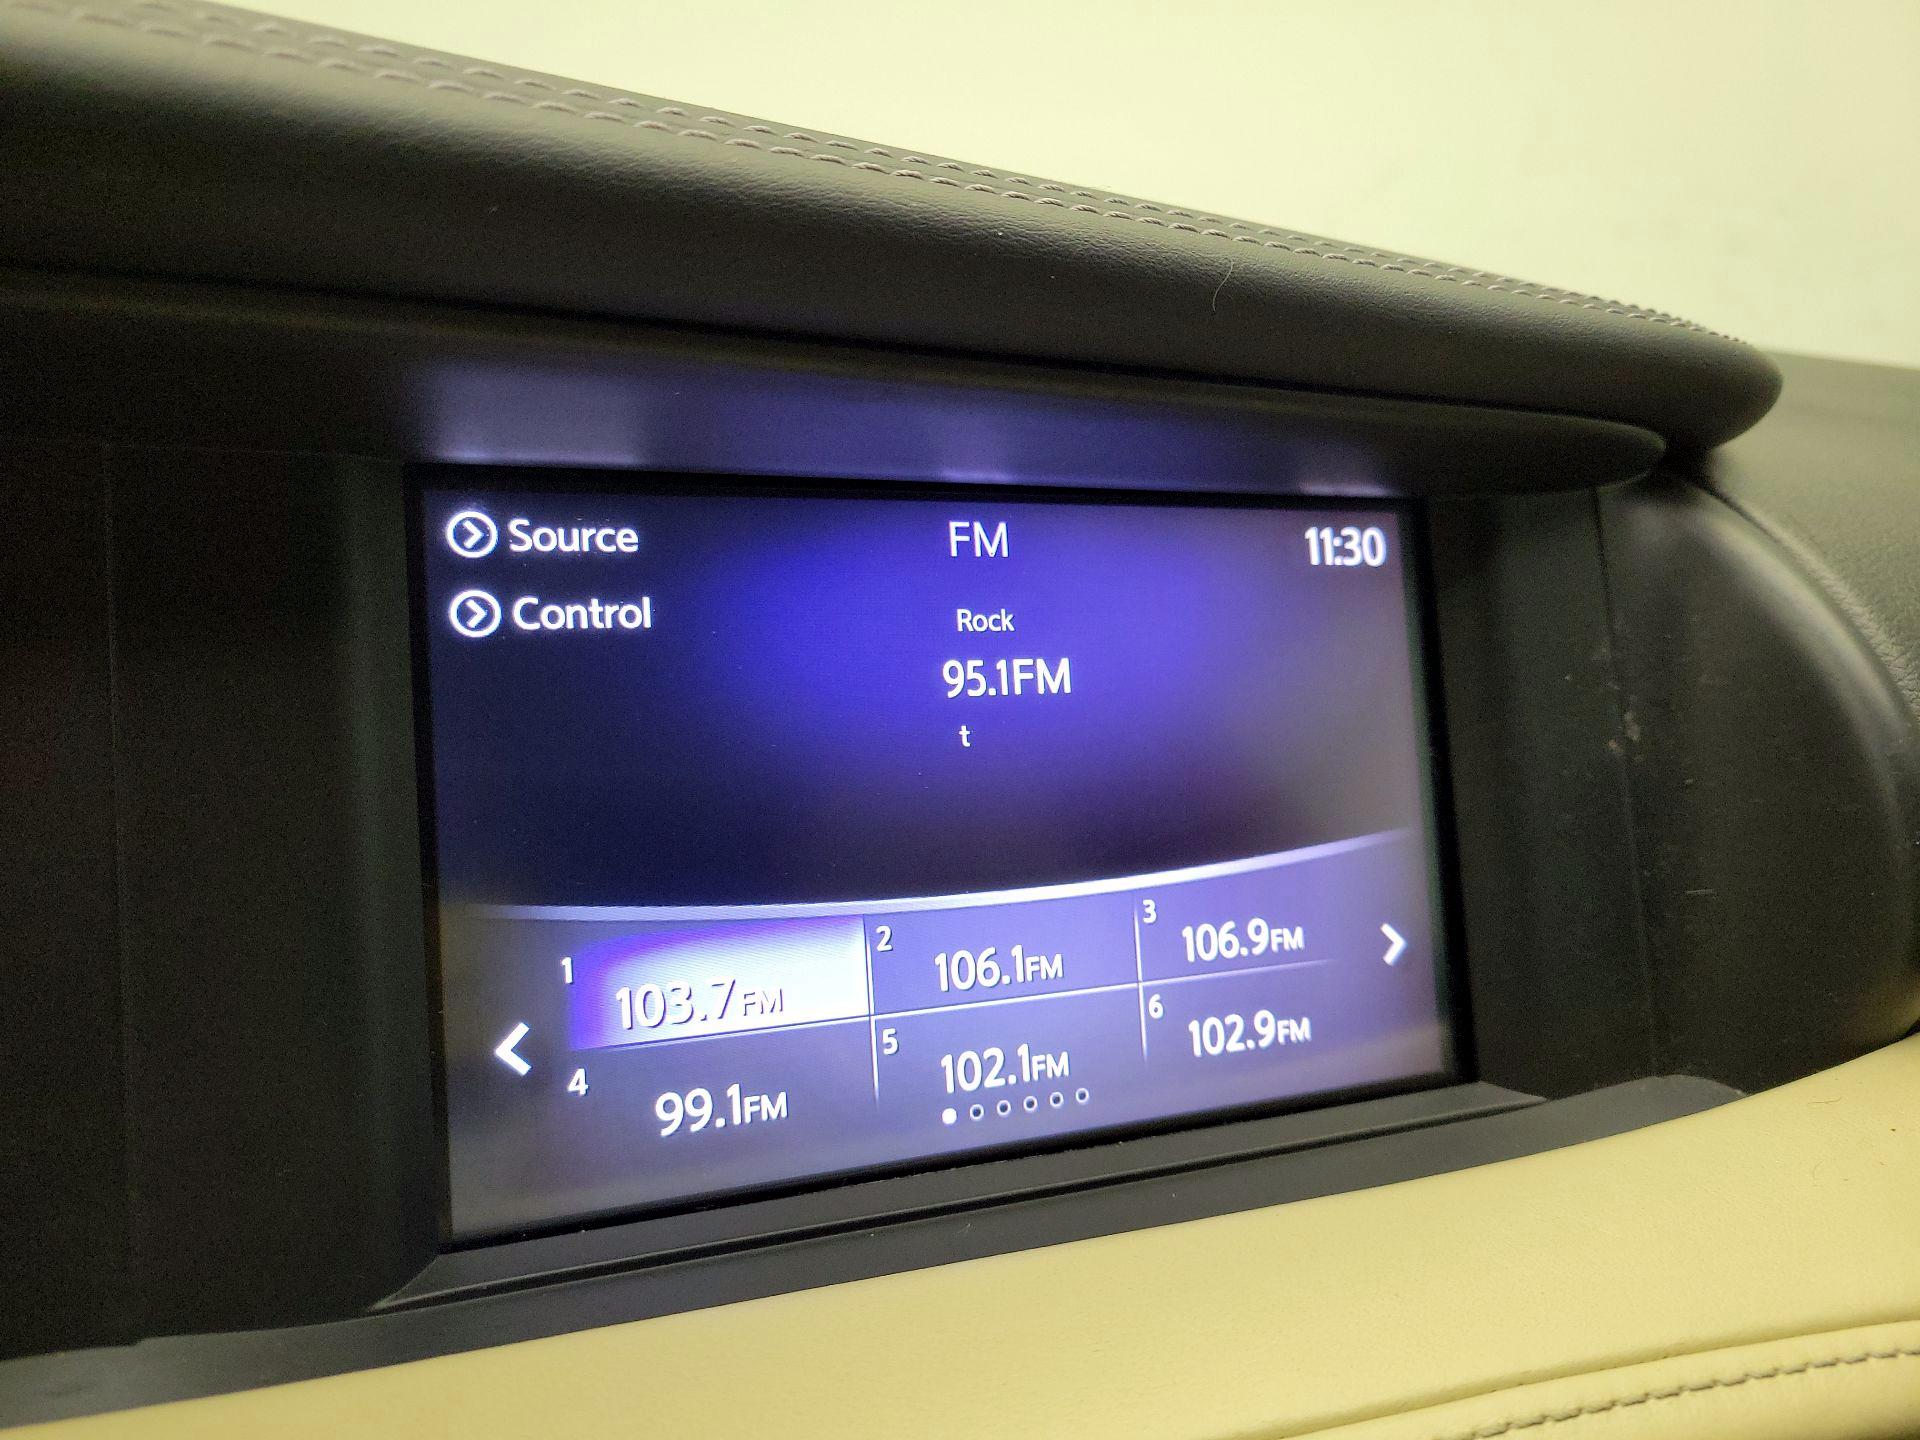 Source FM 11:30
Control
Rock
95.1FM
t
1 103.7FM 2 106.1FM 3 106.9FM
4 99.1FM 5 102.1FM 6 102.9FM